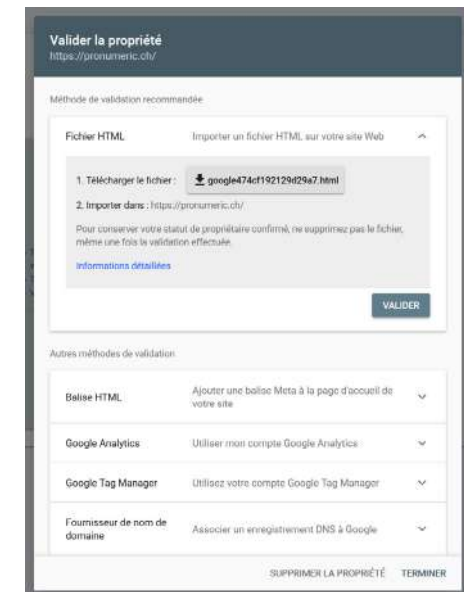 Valider la propriété
https://pronumeric.ch/
Méthode de validation recommandée
Fichier HTML Importer un fichier HTML sur votre site Web
1. Télécharger le fichier : google474cf192129d29a7.html
2. Importer dans : https://pronumeric.ch/
Pour conserver votre statut de propriétaire confirmé, ne supprimez pas le fichier,
même une fois la validation effectuée.
Informations détaillées
VALIDER
Autres méthodes de validation
Balise HTML Ajouter une balise Meta à la page d'accueil de
votre site
Google Analytics Utiliser mon compte Google Analytics
Google Tag Manager Utilisez votre compte Google Tag Manager
Fournisseur de nom de
domaine Associer un enregistrement DNS à Google
SUPPRIMER LA PROPRIÉTÉ TERMINER